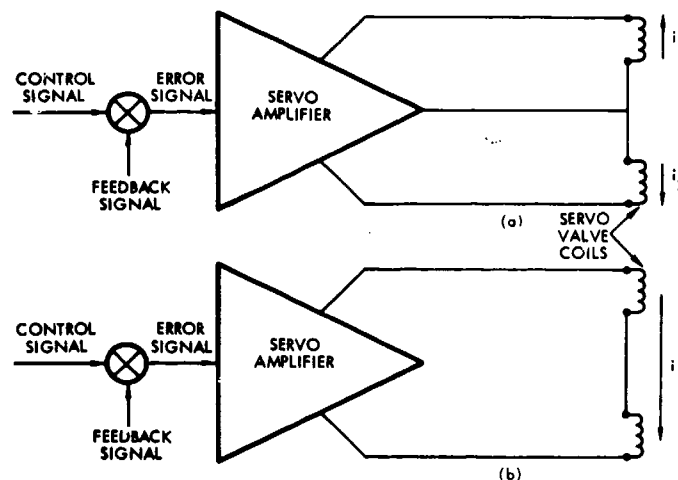 CONTROL
SIGNAL
ERROR
SIGNAL
SERVO
AMPLIFIER
FEEDBACK
SIGNAL
i
i
(a)
SERVO
VALVE
COILS
CONTROL
SIGNAL
ERROR
SIGNAL
SERVO
AMPLIFIER
FEEDBACK
SIGNAL
i
(b)